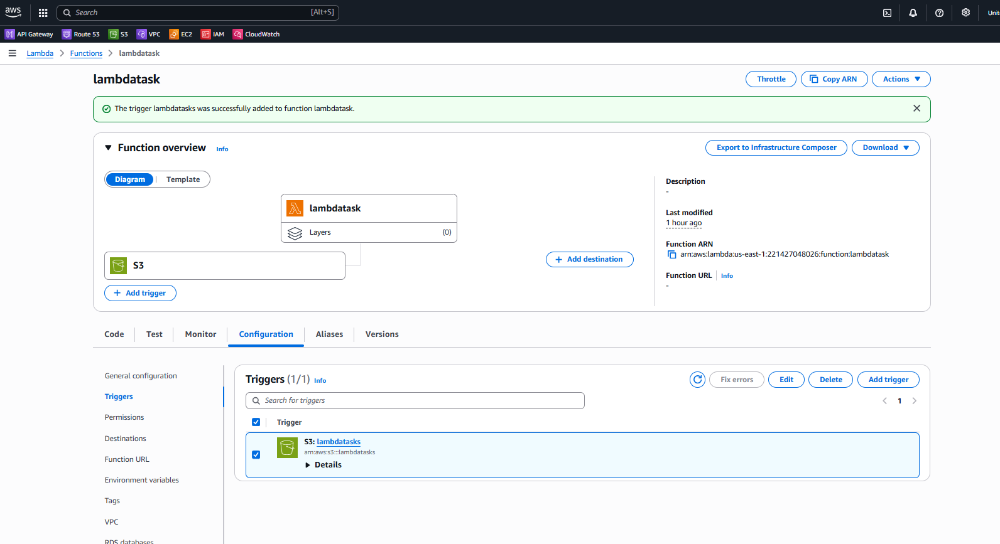 aws
Search [Alt+S]
API Gateway Route 53 S3 VPC EC2 IAM CloudWatch
Lambda Functions lambdatask
lambdatask
Throttle Copy ARN Actions
The trigger lambdatasks was successfully added to function lambdatask.
Function overview Info
Export to Infrastructure Composer Download
Diagram Template
lambdatask
Layers (0)
S3
Add trigger
Add destination
Description
-
Last modified
1 hour ago
Function ARN
arn:aws:lambda:us-east-1:221427048026:function:lambdatask
Function URL Info
-
Code Test Monitor Configuration Aliases Versions
General configuration
Triggers
Permissions
Destinations
Function URL
Environment variables
Tags
VPC
RDS databases
Triggers (1/1) Info
Fix errors Edit Delete Add trigger
Search for triggers
1
Trigger
S3: lambdatasks
arn:aws:s3:::lambdatasks
Details